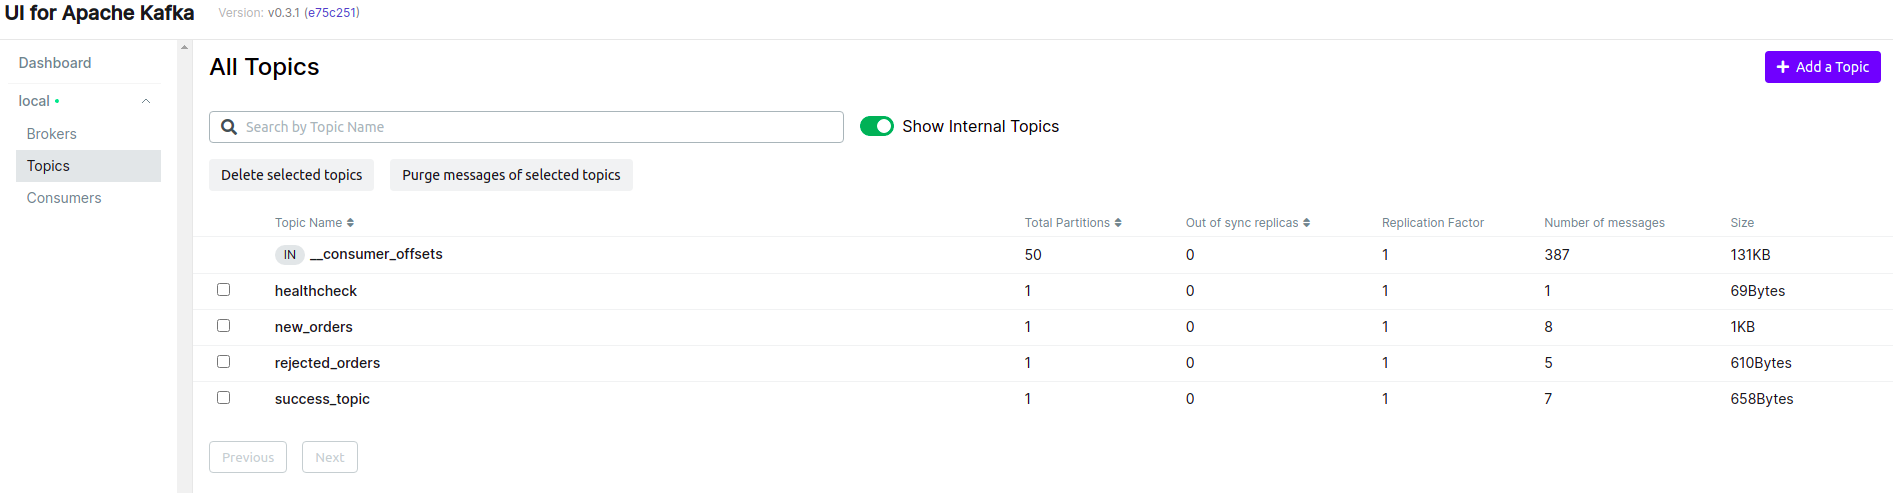 UI for Apache Kafka Version: v0.3.1 (e75c251)
Dashboard
local
Brokers
Topics
Consumers
All Topics
Add a Topic
Search by Topic Name
Show Internal Topics
Delete selected topics Purge messages of selected topics
Topic Name Total Partitions Out of sync replicas Replication Factor Number of messages Size
IN __consumer_offsets 50 0 1 387 131KB
healthcheck 1 0 1 1 69Bytes
new_orders 1 0 1 8 1KB
rejected_orders 1 0 1 5 610Bytes
success_topic 1 0 1 7 658Bytes
Previous Next